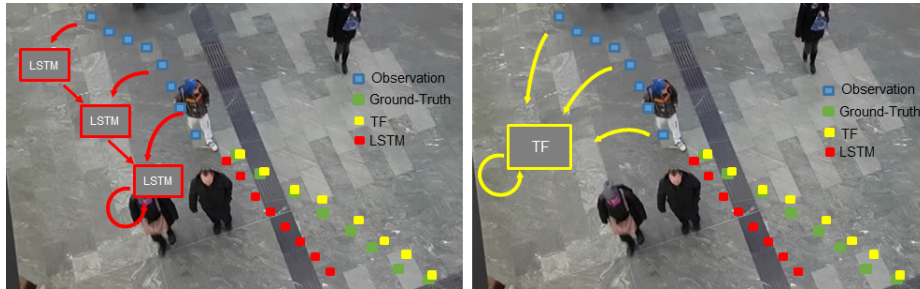 LSTM
LSTM
LSTM
Observation
Ground-Truth
TF
LSTM
TF
Observation
Ground-Truth
TF
LSTM